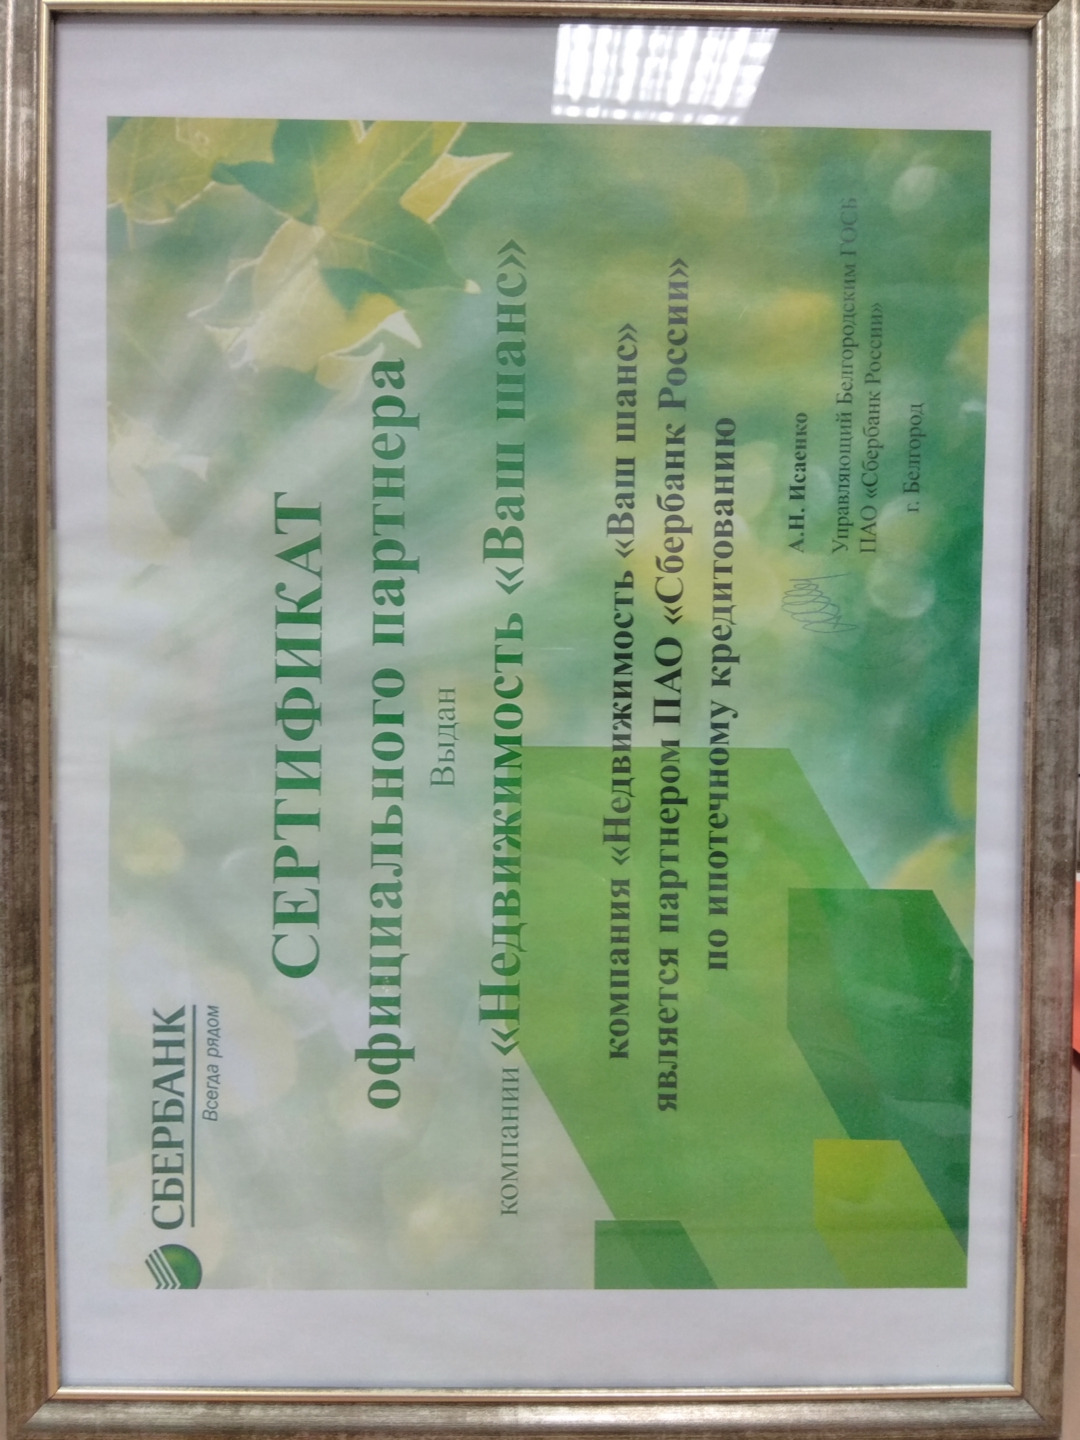 СБЕРБАНК
Всегда рядом
СЕРТИФИКАТ
официального партнера
Выдан
компании «Недвижимость «Ваш шанс»
компания «Недвижимость «Ваш шанс»
является партнером ПАО «Сбербанк России»
по ипотечному кредитованию
А.Н. Исаенко
Управляющий Белгородским ГОСБ
ПАО «Сбербанк России»
г. Белгород